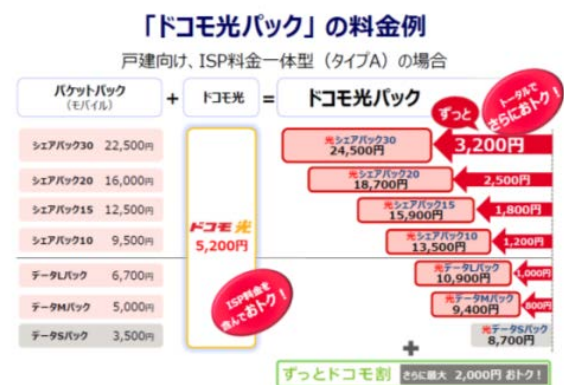 「ドコモ光パック」の料金例
戸建向け、ISP料金一体型（タイプA）の場合
パケットパック
（モバイル）
+
ドコモ光
=
ドコモ光パック
ずっと
トータルで
さらにおトク！
シェアパック30 22,500円
光シェアパック30
24,500円
3,200円
シェアパック20 16,000円
光シェアパック20
18,700円
2,500円
シェアパック15 12,500円
光シェアパック15
15,900円
1,800円
シェアパック10 9,500円
光シェアパック10
13,500円
1,200円
ドコモ光
5,200円
データLパック 6,700円
光データLパック
10,900円
1,000円
データMパック 5,000円
光データMパック
9,400円
800円
データSパック 3,500円
光データSパック
8,700円
ISP料金を
含んでおトク！
+
ずっとドコモ割 さらに最大 2,000円 おトク！